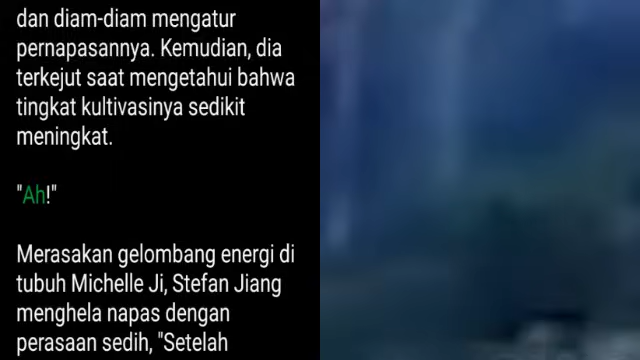 dan diam-diam mengatur
pernapasannya. Kemudian, dia
terkejut saat mengetahui bahwa
tingkat kultivasinya sedikit
meningkat.
"Ah!"
Merasakan gelombang energi di
tubuh Michelle Ji, Stefan Jiang
menghela napas dengan
perasaan sedih, "Setelah